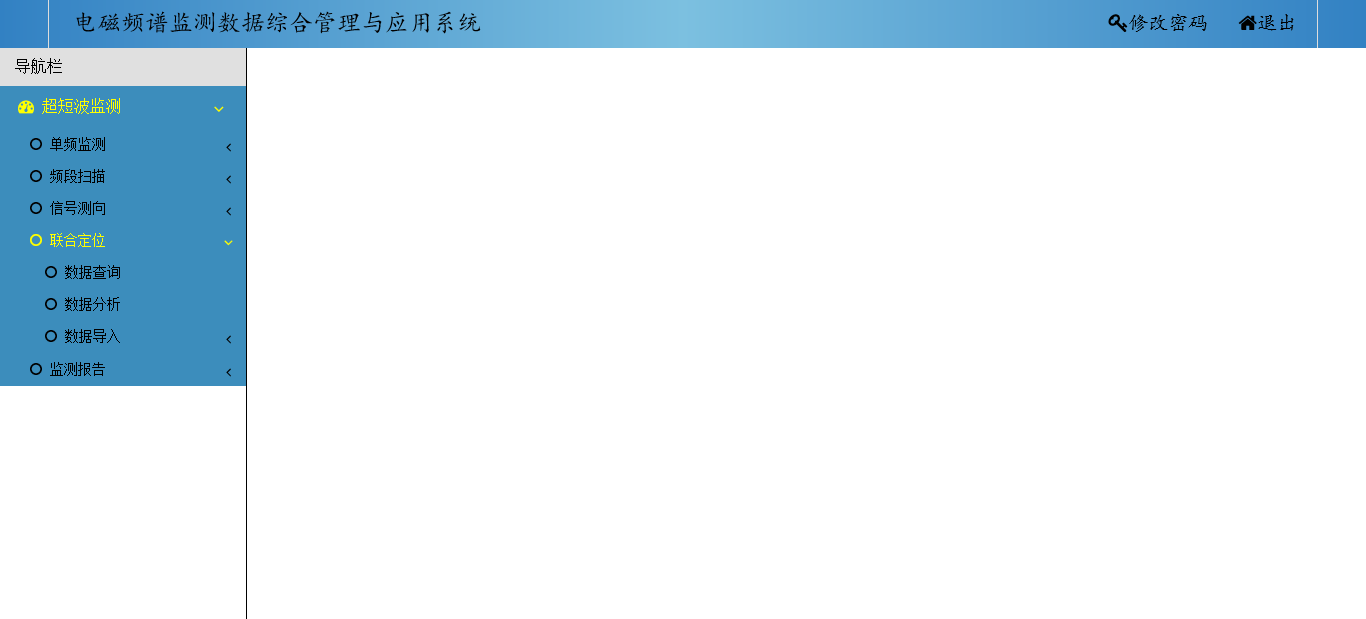 电磁频谱监测数据综合管理与应用系统
修改密码 退出
导航栏
超短波监测
单频监测
频段扫描
信号测向
联合定位
数据查询
数据分析
数据导入
监测报告